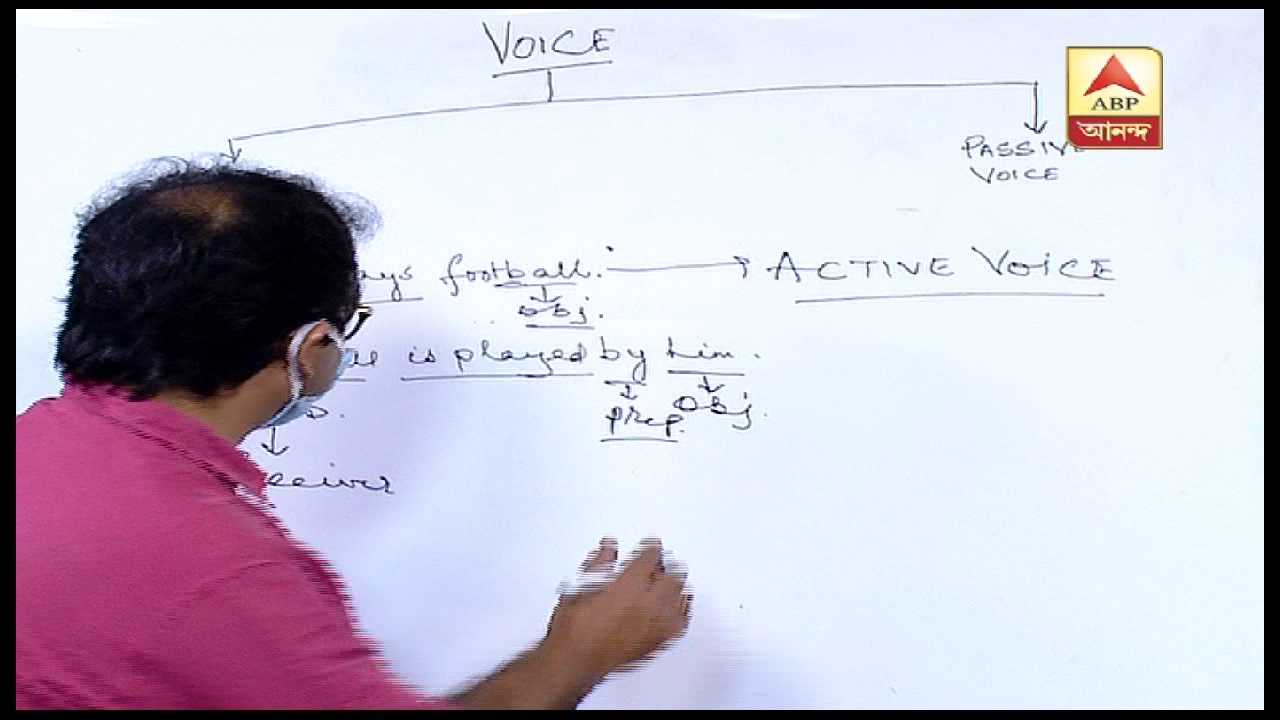 VOICE
ABP
আনন্দ
PASSIVE
VOICE
football. → ACTIVE VOICE
obj.
is played by him.
prep. obj.